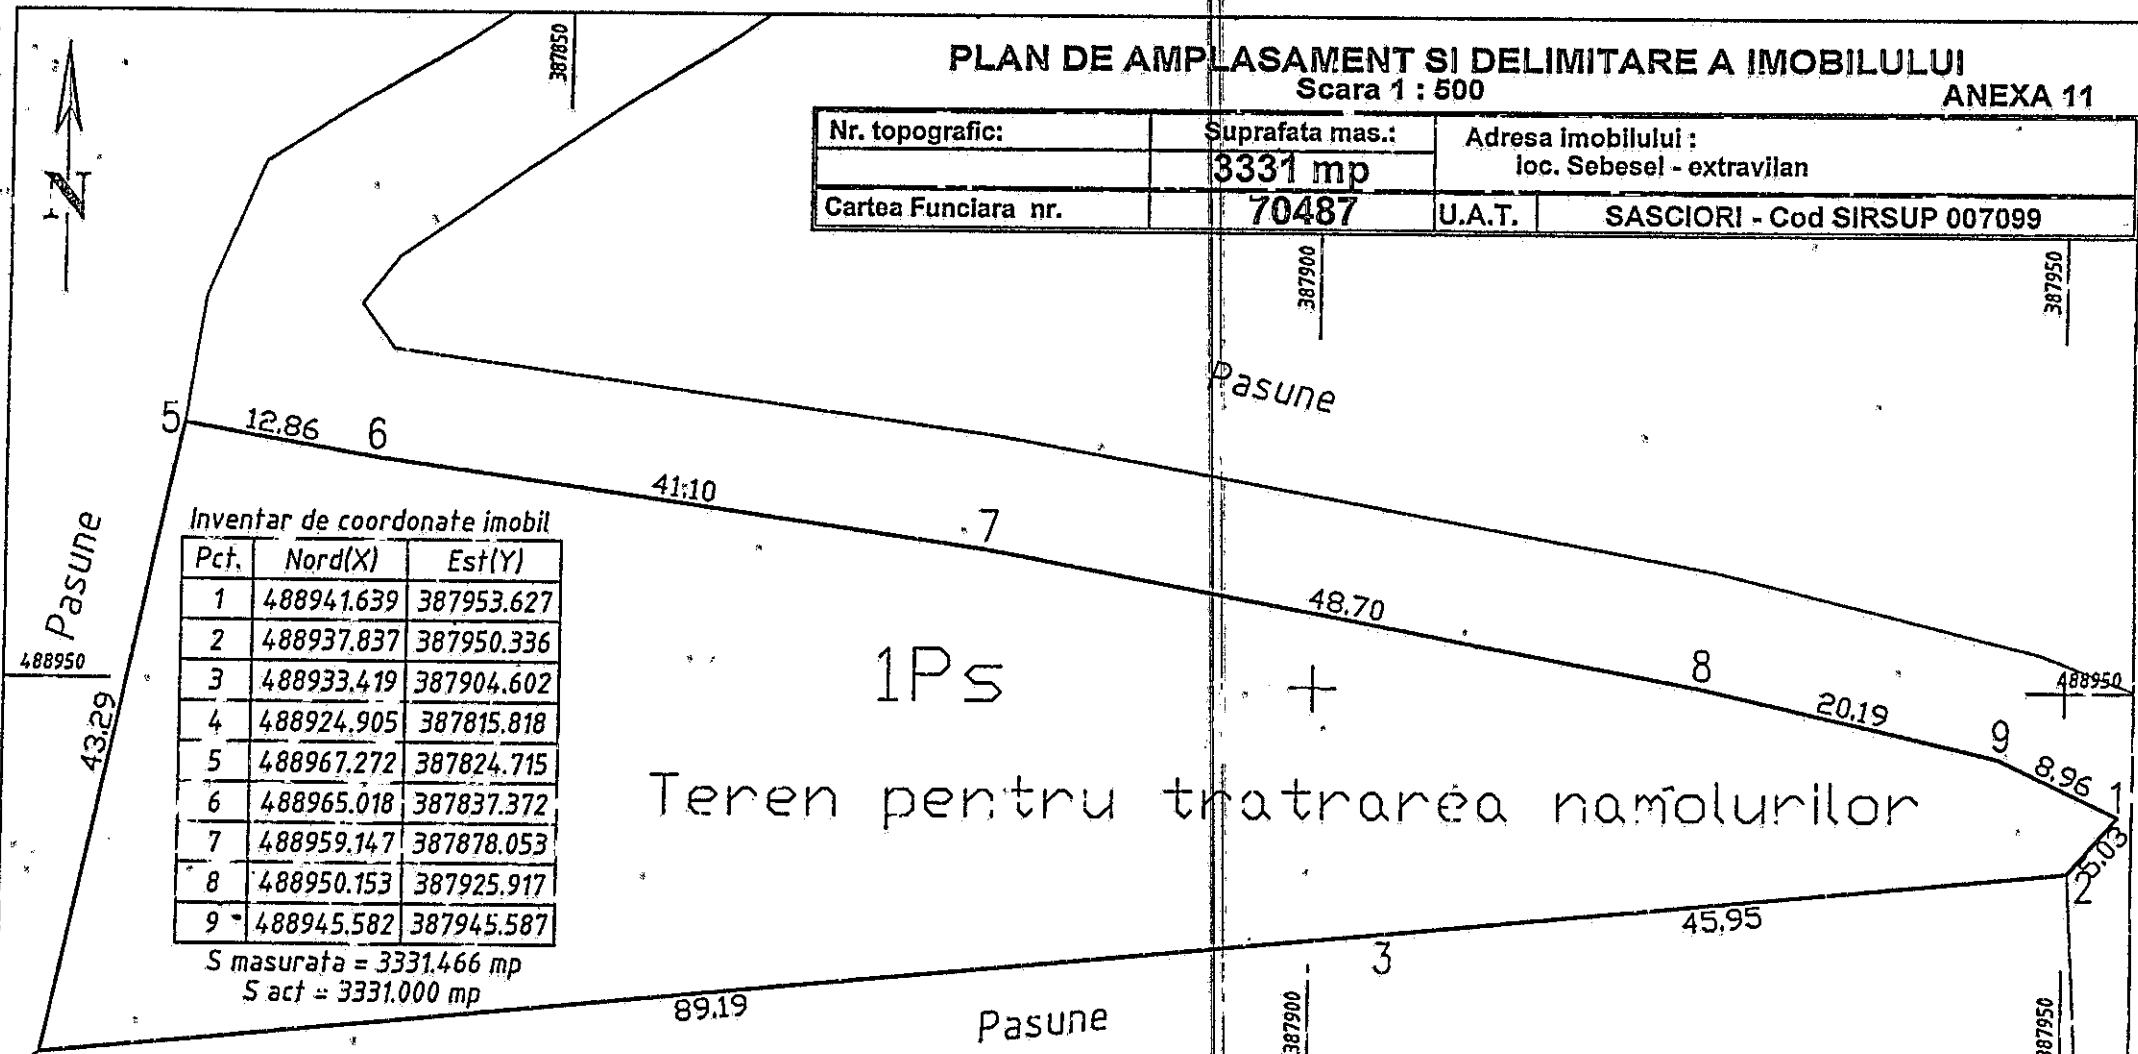 PLAN DE AMPLASAMENT SI DELIMITARE A IMOBILULUI
Scara 1 : 500
ANEXA 11
Nr. topografic: Suprafata mas.: Adresa imobilului :
3331 mp loc. Sebesel - extravilan
Cartea Funciara nr. 70487 U.A.T. SASCIORI - Cod SIRSUP 007099
387850
387900
387950
N
Pasune
5 12.86 6
41.10
7
48.70
8
20.19
9
8.96
1
5.03
2
45.95
3
89.19
43.29
Pasune
488950
488950
Inventar de coordonate imobil
Pct. Nord(X) Est(Y)
1 488941.639 387953.627
2 488937.837 387950.336
3 488933.419 387904.602
4 488924.905 387815.818
5 488967.272 387824.715
6 488965.018 387837.372
7 488959.147 387878.053
8 488950.153 387925.917
9 488945.582 387945.587
S masurata = 3331.466 mp
S act = 3331.000 mp
1Ps
Teren pentru tratrarea namolurilor
Pasune
387900
387950